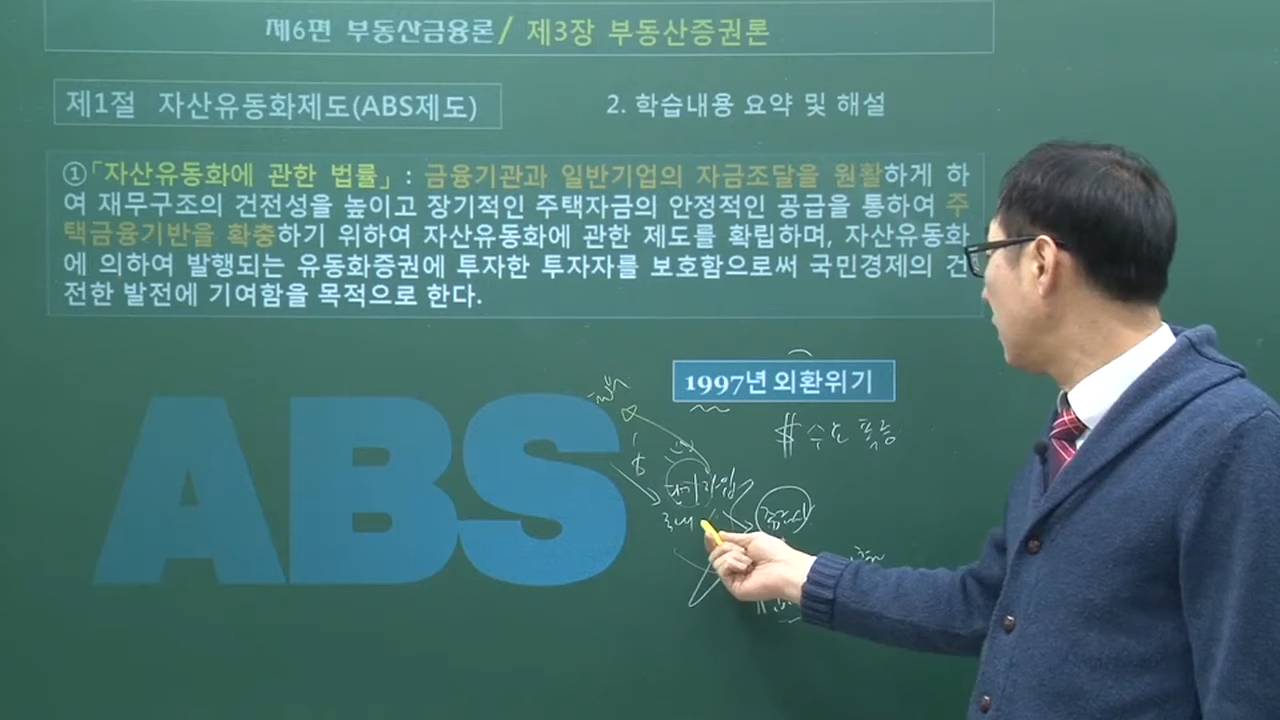 제6편 부동산금융론/ 제3장 부동산증권론
제1절 자산유동화제도(ABS제도)
2. 학습내용 요약 및 해설
①「자산유동화에 관한 법률」: 금융기관과 일반기업의 자금조달을 원활하게 하
여 재무구조의 건전성을 높이고 장기적인 주택자금의 안정적인 공급을 통하여 주
택금융기반을 확충하기 위하여 자산유동화에 관한 제도를 확립하며, 자산유동화
에 의하여 발행되는 유동화증권에 투자한 투자자를 보호함으로써 국민경제의 건
전한 발전에 기여함을 목적으로 한다.
1997년 외환위기
ABS
$ 수요 폭등
단기차입
국내